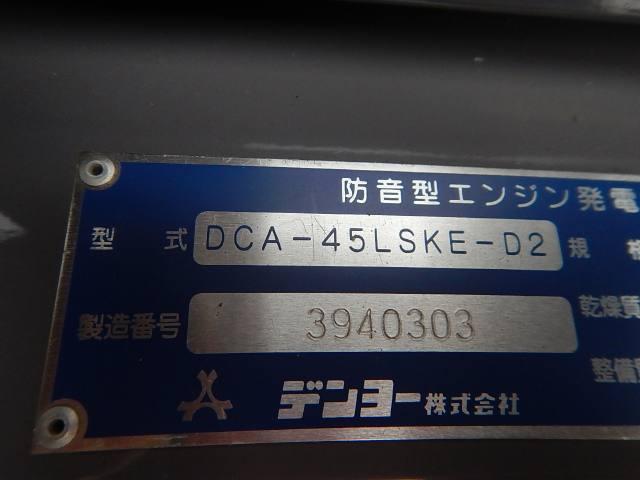 防音型エンジン発電
型式 DCA-45LSKE-D2 規
製造番号 3940303 乾燥質
整備
デンヨー株式会社